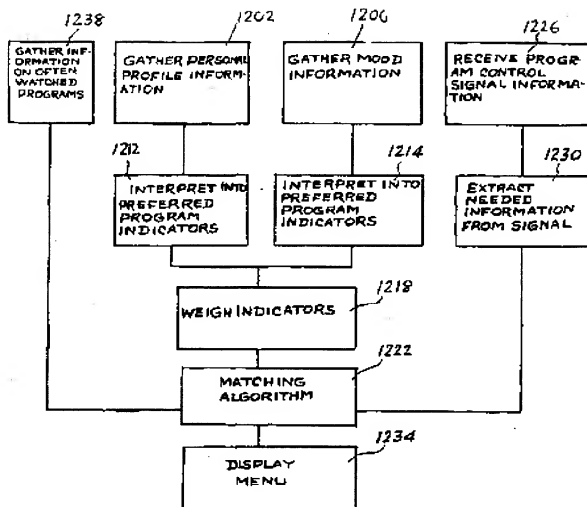 1238
1202
1206
1226
GATHER INFORMATION
ON OFTEN
WATCHED
PROGRAMS
GATHER PERSONAL
PROFILE INFORM-
ATION
GATHER MOOD
INFORMATION
RECEIVE PROGR-
AM CONTROL
SIGNAL INFORMA-
TION
1212
1214
1230
INTERPRET INTO
PREFERRED
PROGRAM
INDICATORS
INTERPRET INTO
PREFERRED
PROGRAM
INDICATORS
EXTRACT
NEEDED
INFORMATION
FROM SIGNAL
1218
WEIGH INDICATORS
1222
MATCHING
ALGORITHM
1234
DISPLAY
MENU